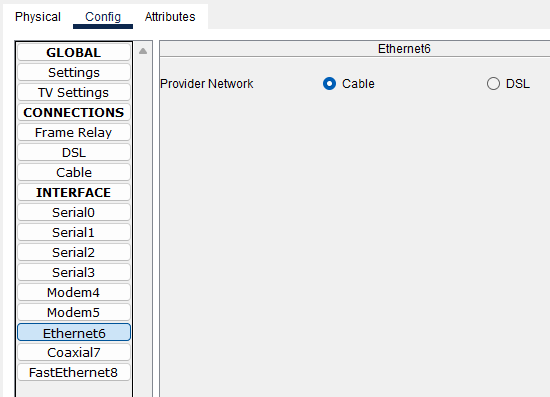 Physical Config Attributes
GLOBAL
Settings
TV Settings
CONNECTIONS
Frame Relay
DSL
Cable
INTERFACE
Serial0
Serial1
Serial2
Serial3
Modem4
Modem5
Ethernet6
Coaxial7
FastEthernet8
Ethernet6
Provider Network Cable DSL